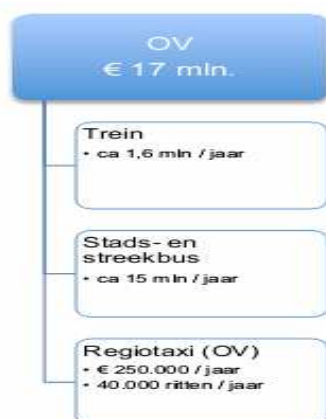 OV
€ 17 mln.
Trein
• ca 1,6 mln / jaar
Stads- en
streekbus
• ca 15 mln / jaar
Regiotaxi (OV)
• € 250.000 / jaar
• 40.000 ritten / jaar